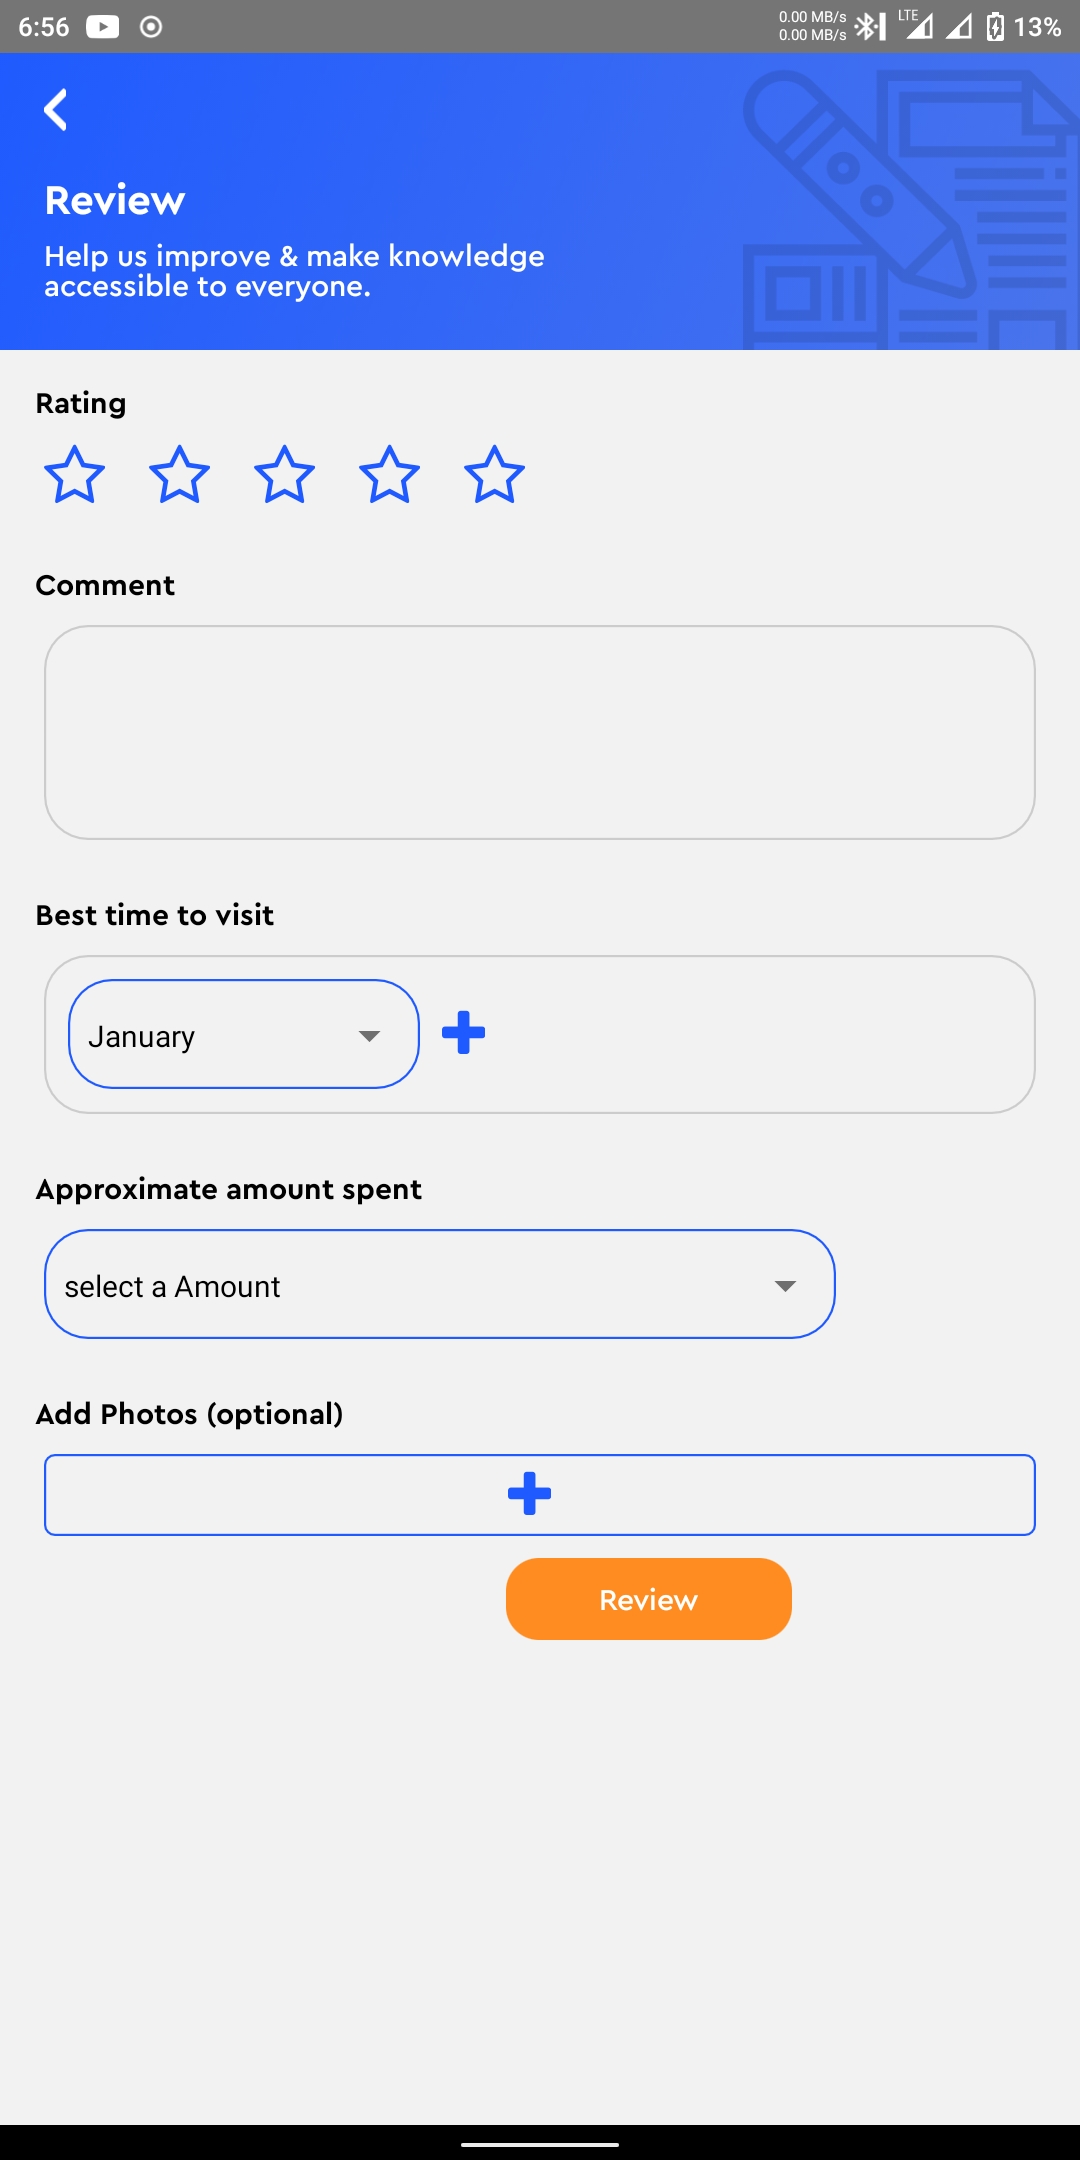 6:56
0.00 MB/s
0.00 MB/s
LTE
13%
Review
Help us improve & make knowledge
accessible to everyone.
Rating
Comment
Best time to visit
January
Approximate amount spent
select a Amount
Add Photos (optional)
Review